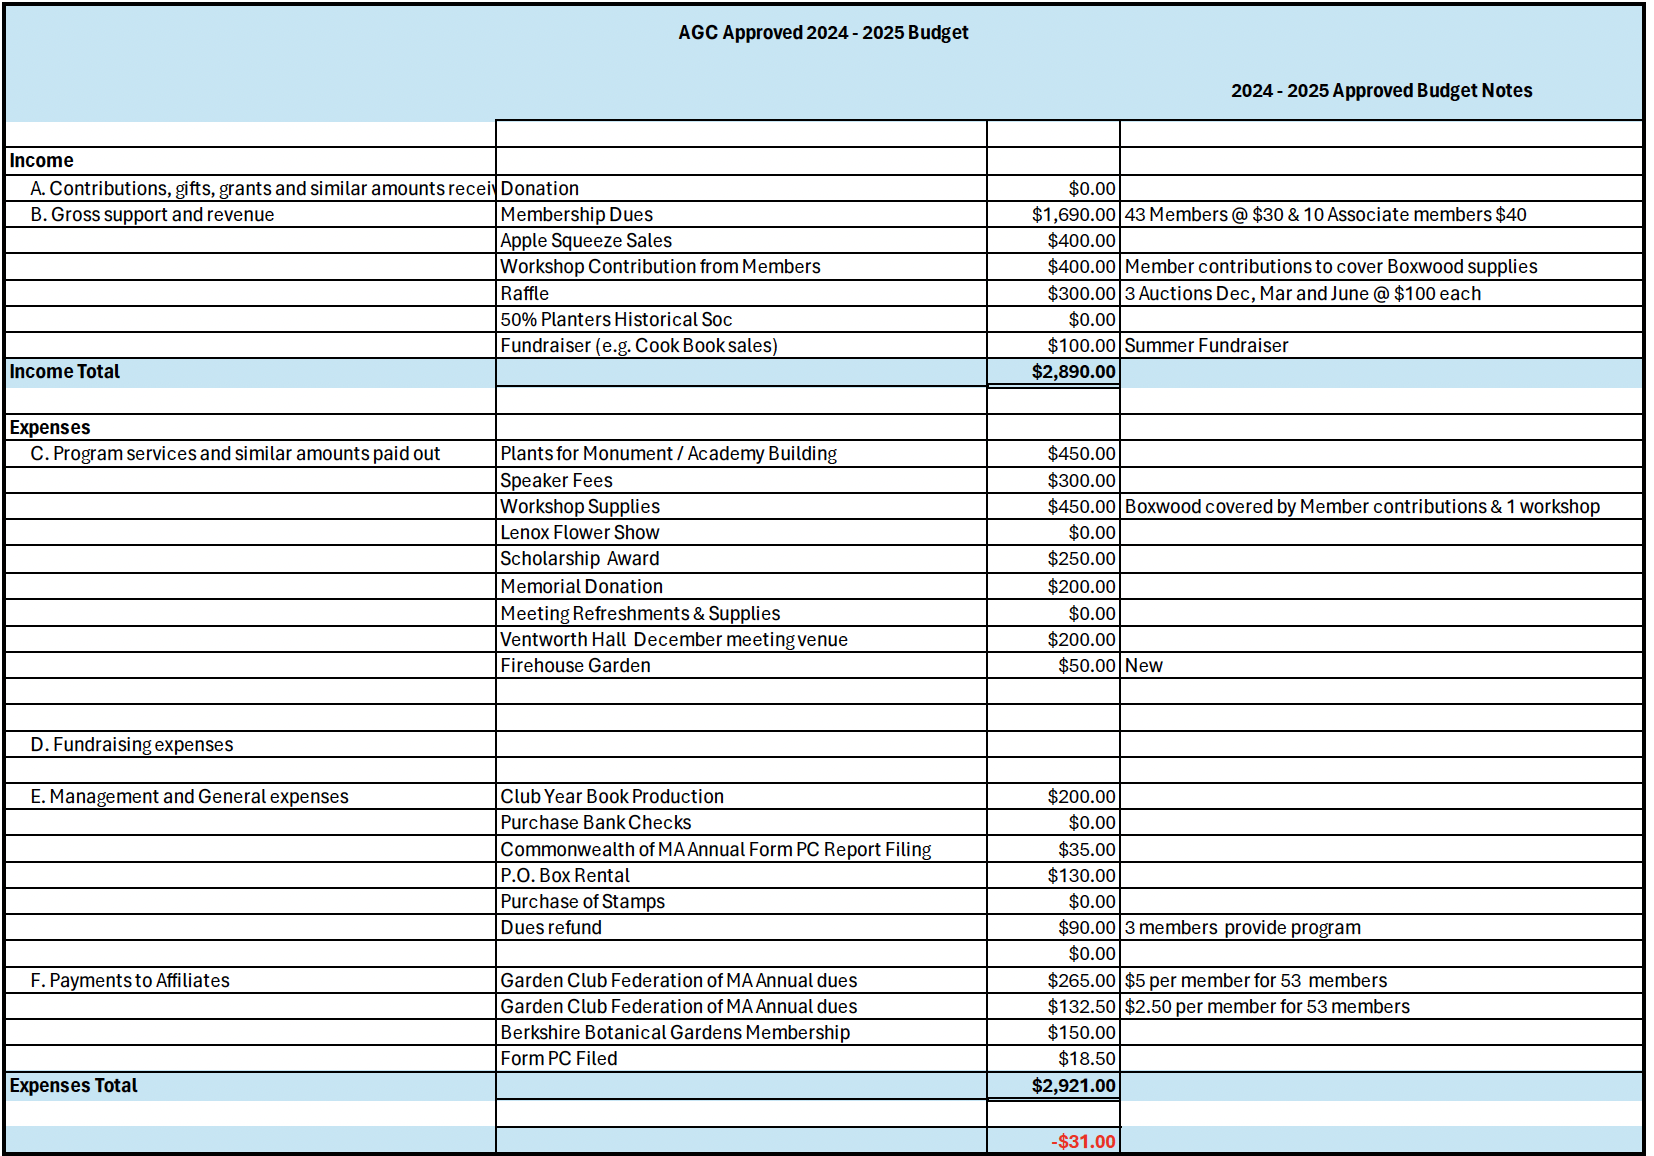 AGC Approved 2024 - 2025 Budget
2024 - 2025 Approved Budget Notes
Income
A. Contributions, gifts, grants and similar amounts receiv Donation $0.00
B. Gross support and revenue Membership Dues $1,690.00 43 Members @ $30 & 10 Associate members $40
Apple Squeeze Sales $400.00
Workshop Contribution from Members $400.00 Member contributions to cover Boxwood supplies
Raffle $300.00 3 Auctions Dec, Mar and June @ $100 each
50% Planters Historical Soc $0.00
Fundraiser (e.g. Cook Book sales) $100.00 Summer Fundraiser
Income Total $2,890.00
Expenses
C. Program services and similar amounts paid out Plants for Monument / Academy Building $450.00
Speaker Fees $300.00
Workshop Supplies $450.00 Boxwood covered by Member contributions & 1 workshop
Lenox Flower Show $0.00
Scholarship Award $250.00
Memorial Donation $200.00
Meeting Refreshments & Supplies $0.00
Ventworth Hall December meeting venue $200.00
Firehouse Garden $50.00 New
D. Fundraising expenses
E. Management and General expenses Club Year Book Production $200.00
Purchase Bank Checks $0.00
Commonwealth of MA Annual Form PC Report Filing $35.00
P.O. Box Rental $130.00
Purchase of Stamps $0.00
Dues refund $90.00 3 members provide program
$0.00
F. Payments to Affiliates Garden Club Federation of MA Annual dues $265.00 $5 per member for 53 members
Garden Club Federation of MA Annual dues $132.50 $2.50 per member for 53 members
Berkshire Botanical Gardens Membership $150.00
Form PC Filed $18.50
Expenses Total $2,921.00
-$31.00